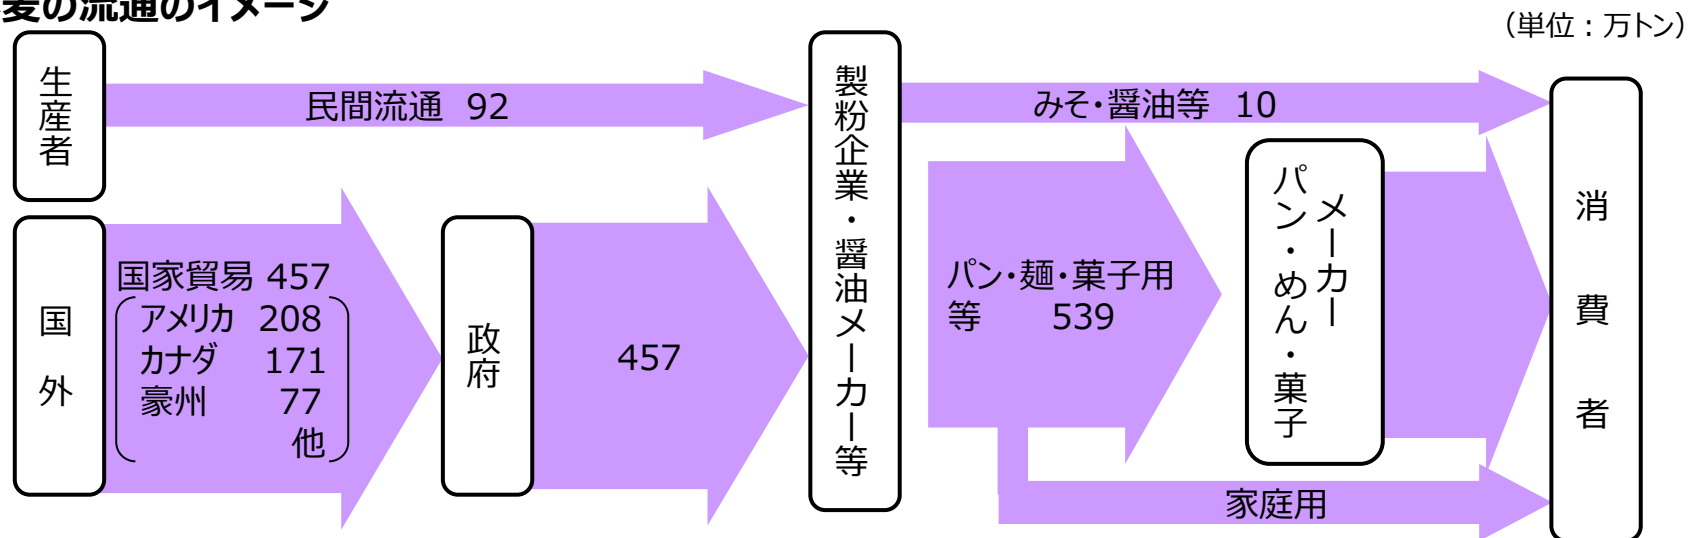 麦の流通のイメージ
（単位：万トン）
生産者
民間流通 92
製粉企業・醤油メーカー等
みそ・醤油等 10
消費者
国外
国家貿易 457
アメリカ 208
カナダ 171
豪州 77
他
政府
457
パン・麺・菓子用
等 539
パン・めん・菓子
メーカー
家庭用